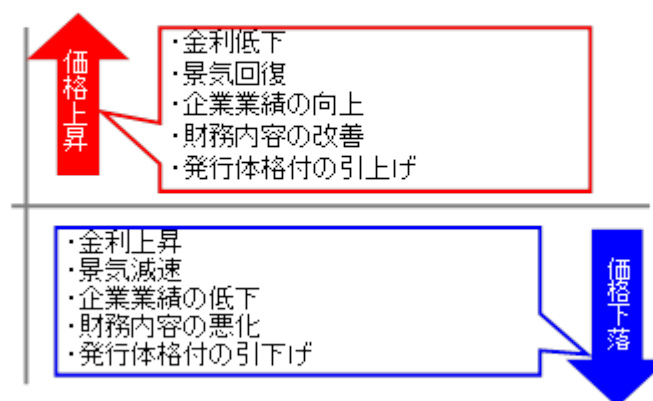 価格上昇
・金利低下
・景気回復
・企業業績の向上
・財務内容の改善
・発行体格付の引上げ
・金利上昇
・景気減速
・企業業績の低下
・財務内容の悪化
・発行体格付の引下げ
価格下落